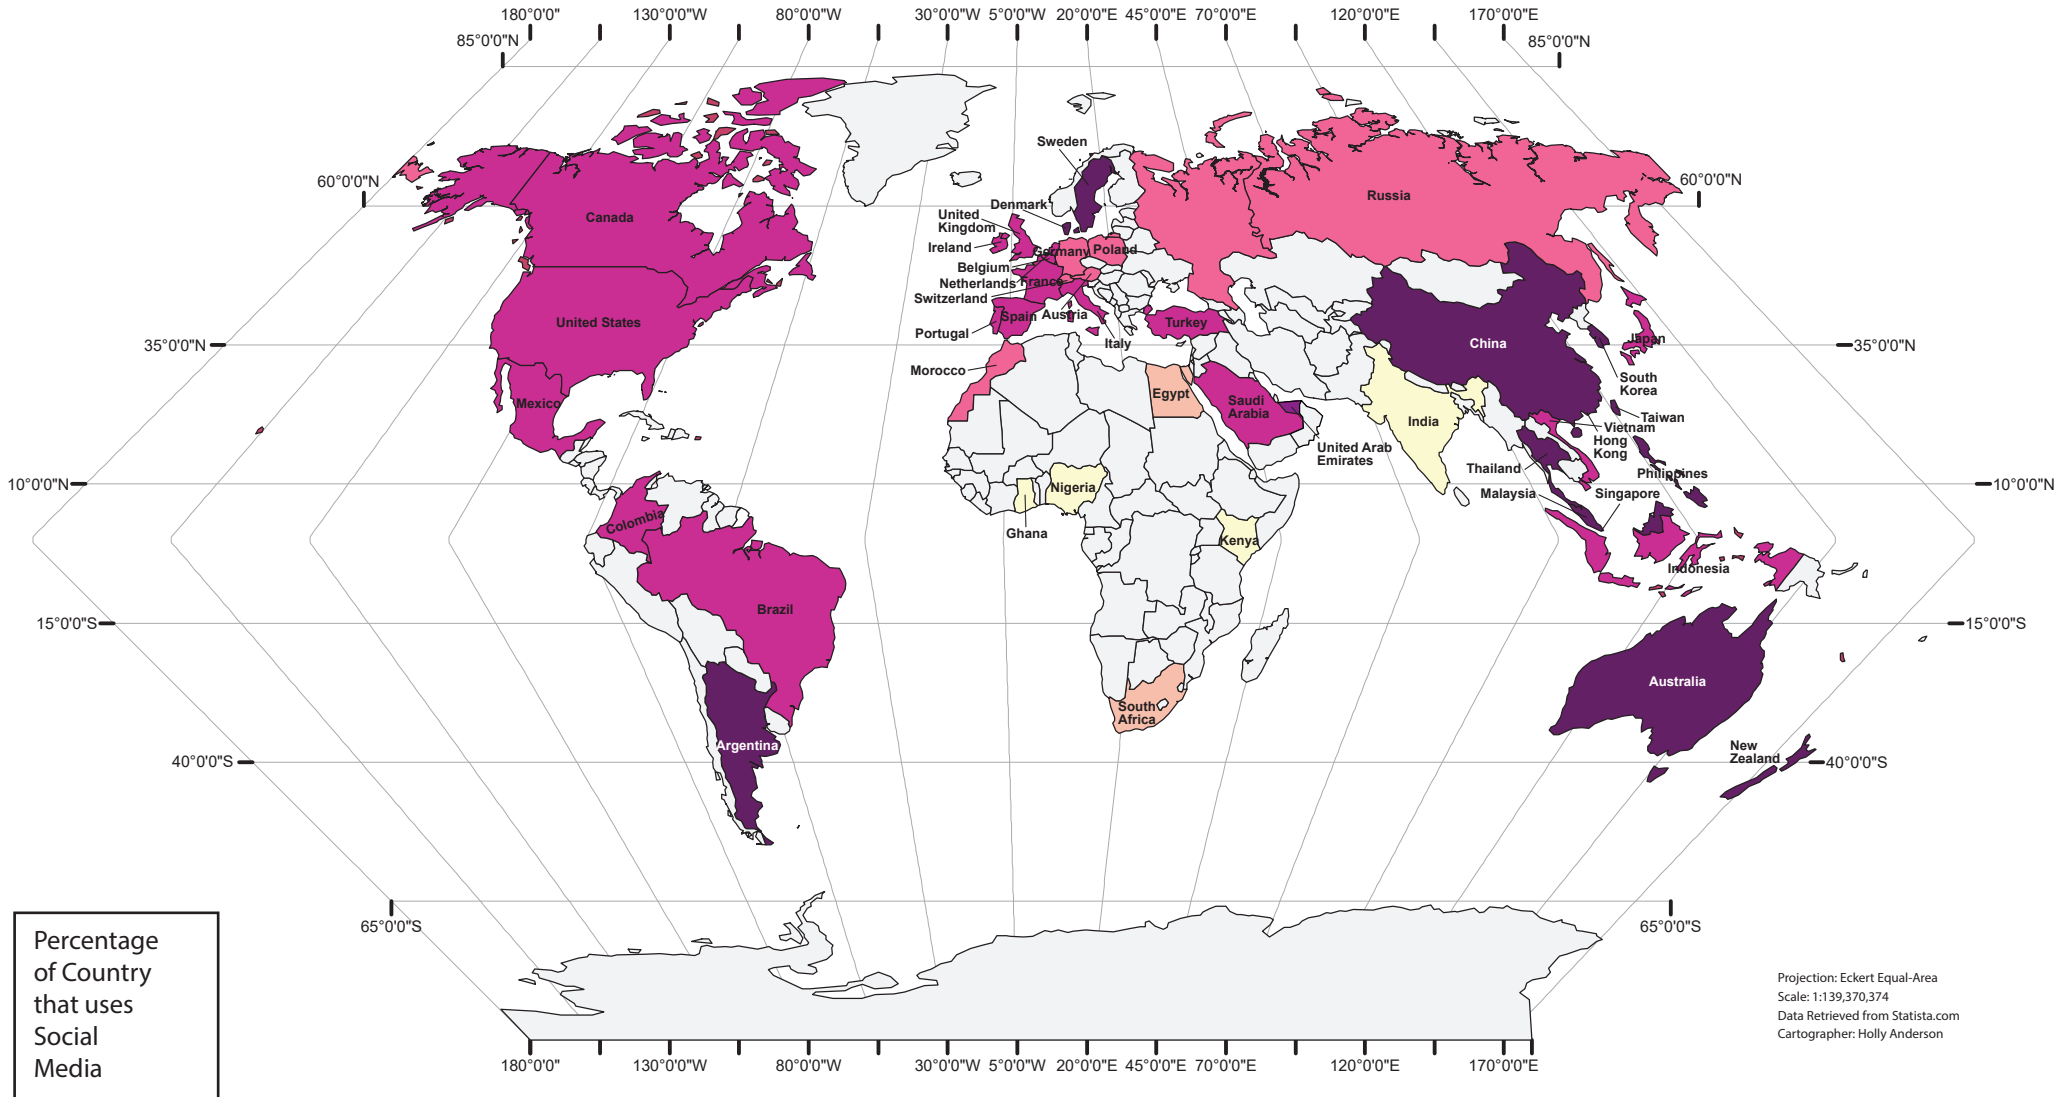 180°0'0"
130°0'0"W
80°0'0"W
30°0'0"W
5°0'0"W
20°0'0"E
45°0'0"E
70°0'0"E
120°0'0"E
170°0'0"E
85°0'0"N
85°0'0"N
Sweden
60°0'0"N
60°0'0"N
Russia
Denmark
United
Kingdom
Canada
Ireland
Germany
Poland
Belgium
Netherlands
France
Switzerland
Spain
Austria
Turkey
United States
Portugal
Italy
China
Japan
35°0'0"N
35°0'0"N
Morocco
South
Korea
Egypt
Saudi
Arabia
Mexico
India
Taiwan
Vietnam
Hong
Kong
United Arab
Emirates
Thailand
Philippines
10°0'0"N
10°0'0"N
Nigeria
Malaysia
Singapore
Colombia
Ghana
Kenya
Indonesia
Brazil
15°0'0"S
15°0'0"S
Australia
South
Africa
Argentina
New
Zealand
40°0'0"S
40°0'0"S
65°0'0"S
65°0'0"S
Percentage
of Country
that uses
Social
Media
Projection: Eckert Equal-Area
Scale: 1:139,370,374
Data Retrieved from Statista.com
Cartographer: Holly Anderson
180°0'0"
130°0'0"W
80°0'0"W
30°0'0"W
5°0'0"W
20°0'0"E
45°0'0"E
70°0'0"E
120°0'0"E
170°0'0"E